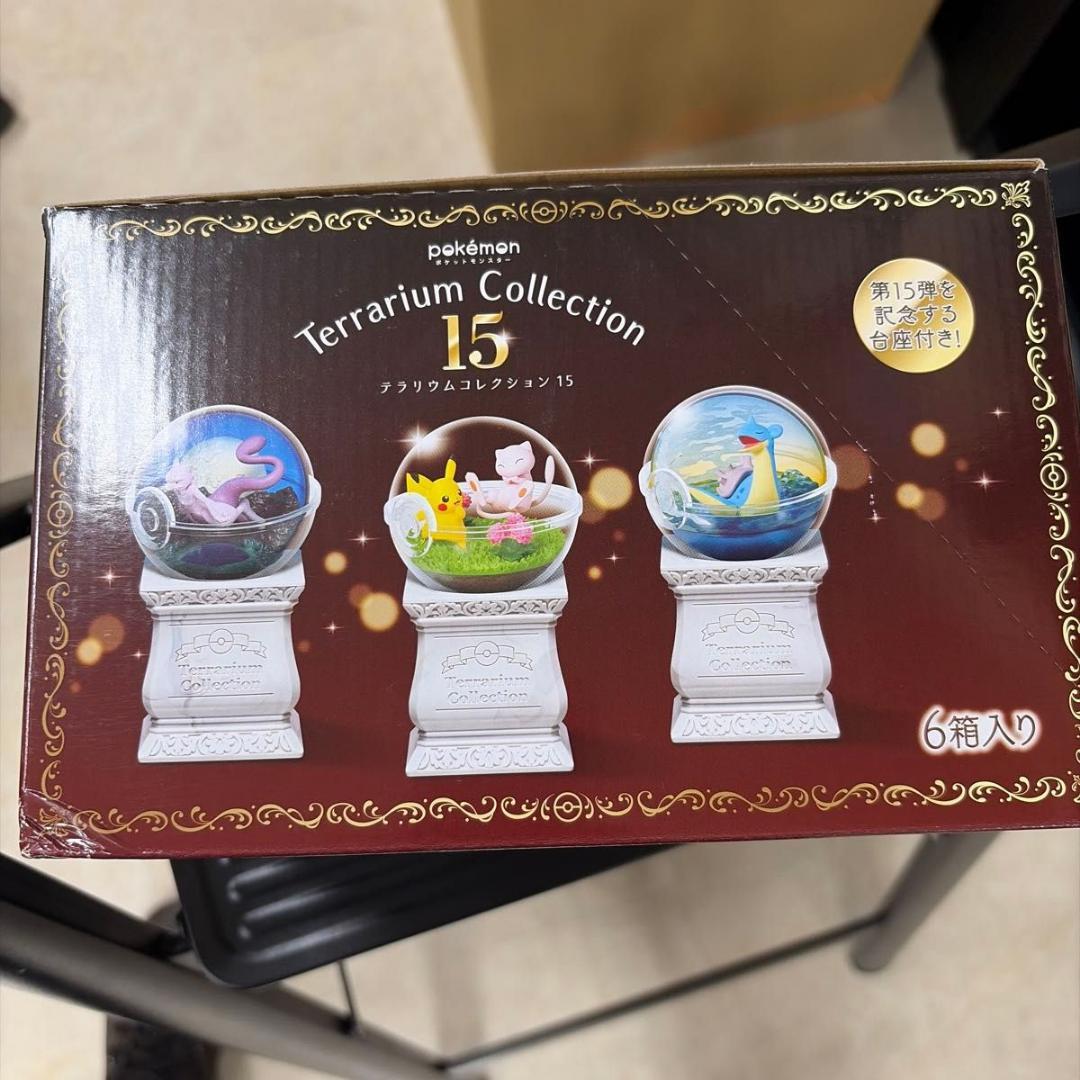 pokémon
ポケットモンスター
Terrarium Collection
15
テラリウムコレクション 15
第15弾を
記念する
台座付き!
Terrarium
Collection
Terrarium
Collection
Terrarium
Collection
6箱入り